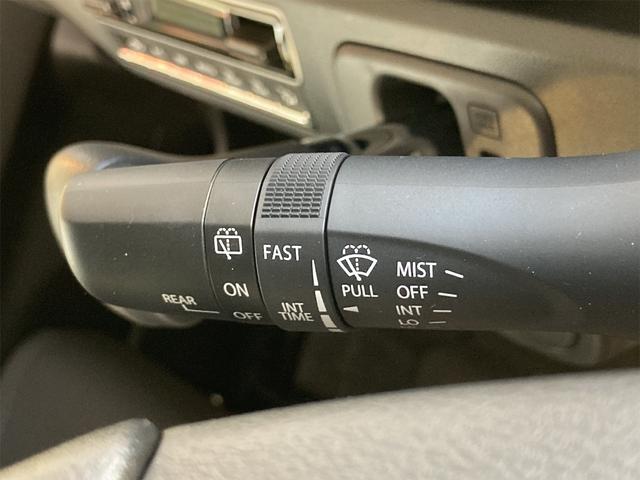 REAR
ON
OFF
FAST
INT
TIME
PULL
MIST
OFF
INT
LO